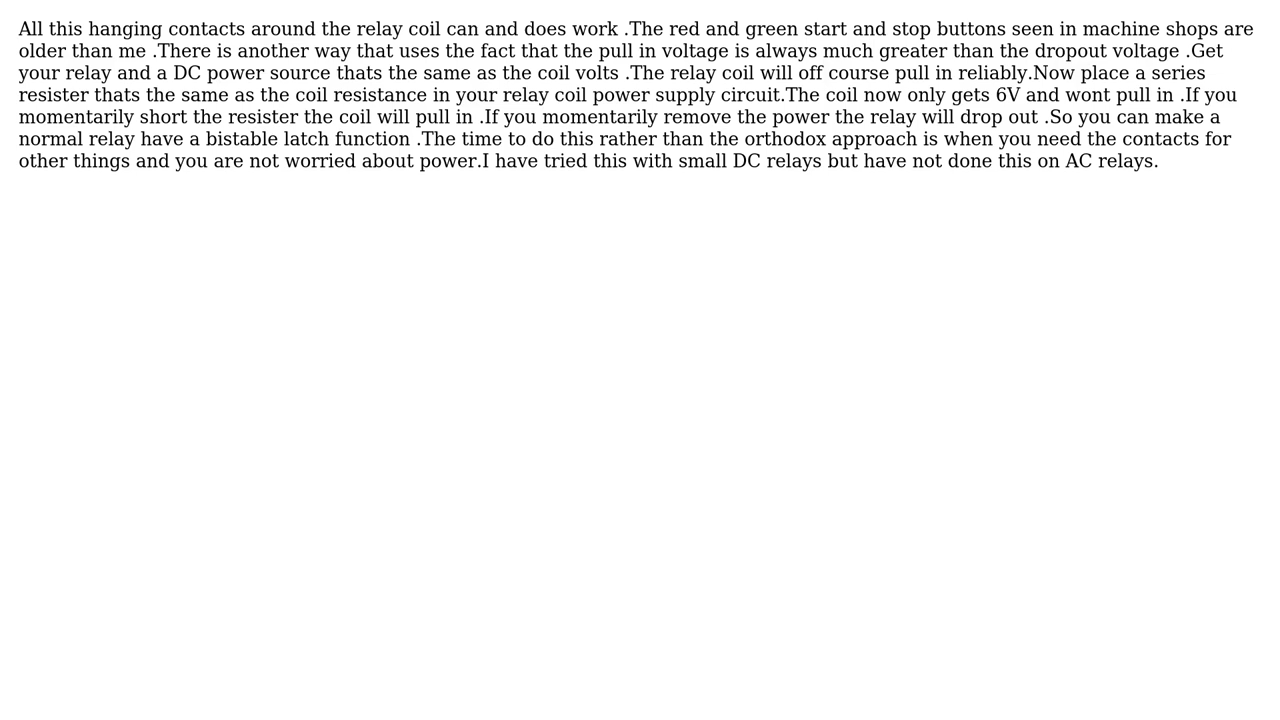 All this hanging contacts around the relay coil can and does work .The red and green start and stop buttons seen in machine shops are
older than me .There is another way that uses the fact that the pull in voltage is always much greater than the dropout voltage .Get
your relay and a DC power source thats the same as the coil volts .The relay coil will off course pull in reliably.Now place a series
resister thats the same as the coil resistance in your relay coil power supply circuit.The coil now only gets 6V and wont pull in .If you
momentarily short the resister the coil will pull in .If you momentarily remove the power the relay will drop out .So you can make a
normal relay have a bistable latch function .The time to do this rather than the orthodox approach is when you need the contacts for
other things and you are not worried about power.I have tried this with small DC relays but have not done this on AC relays.